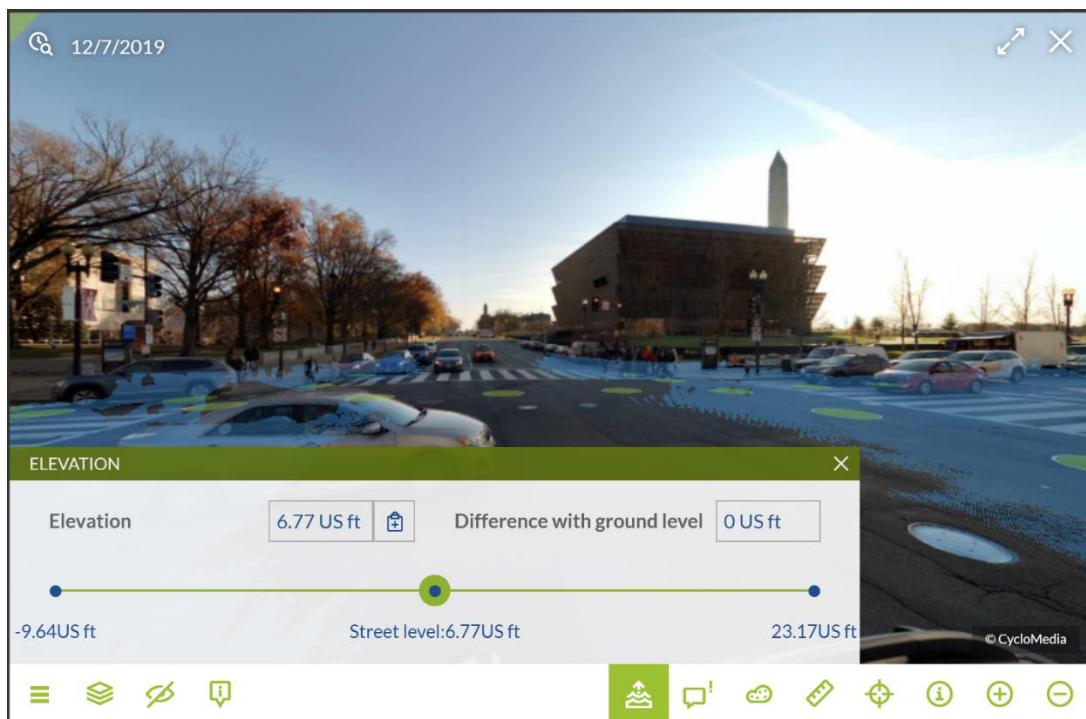 12/7/2019
ELEVATION
Elevation 6.77 US ft Difference with ground level 0 US ft
-9.64US ft Street level:6.77US ft 23.17US ft
© CycloMedia